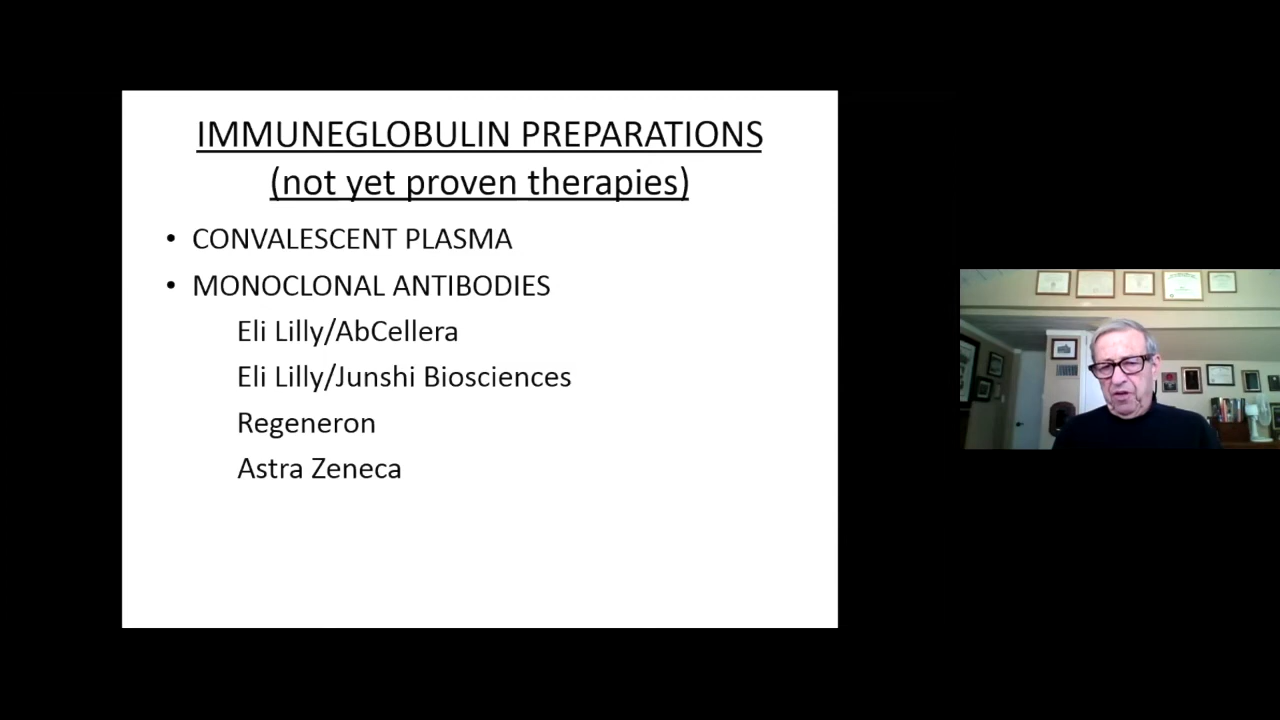 IMMUNEGLOBULIN PREPARATIONS
(not yet proven therapies)
• CONVALESCENT PLASMA
• MONOCLONAL ANTIBODIES
Eli Lilly/AbCellera
Eli Lilly/Junshi Biosciences
Regeneron
Astra Zeneca